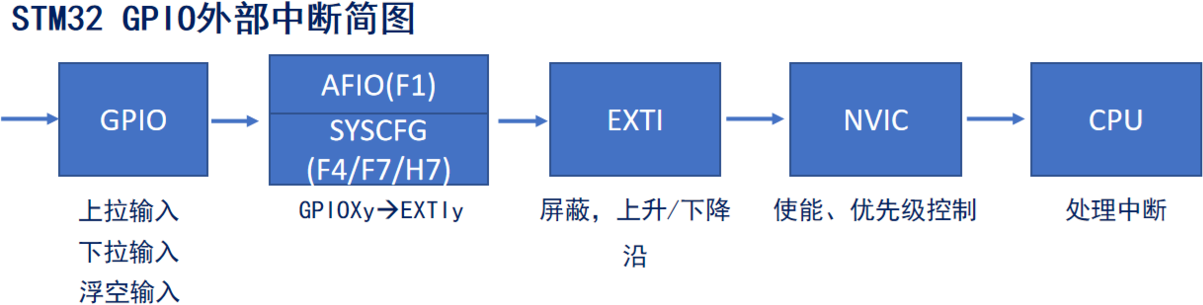 STM32 GPIO外部中断简图
GPIO
AFIO(F1)
SYSCFG
(F4/F7/H7)
EXTI
NVIC
CPU
上拉输入
下拉输入
浮空输入
GPIOXy→EXTIy
屏蔽，上升/下降
沿
使能、优先级控制
处理中断